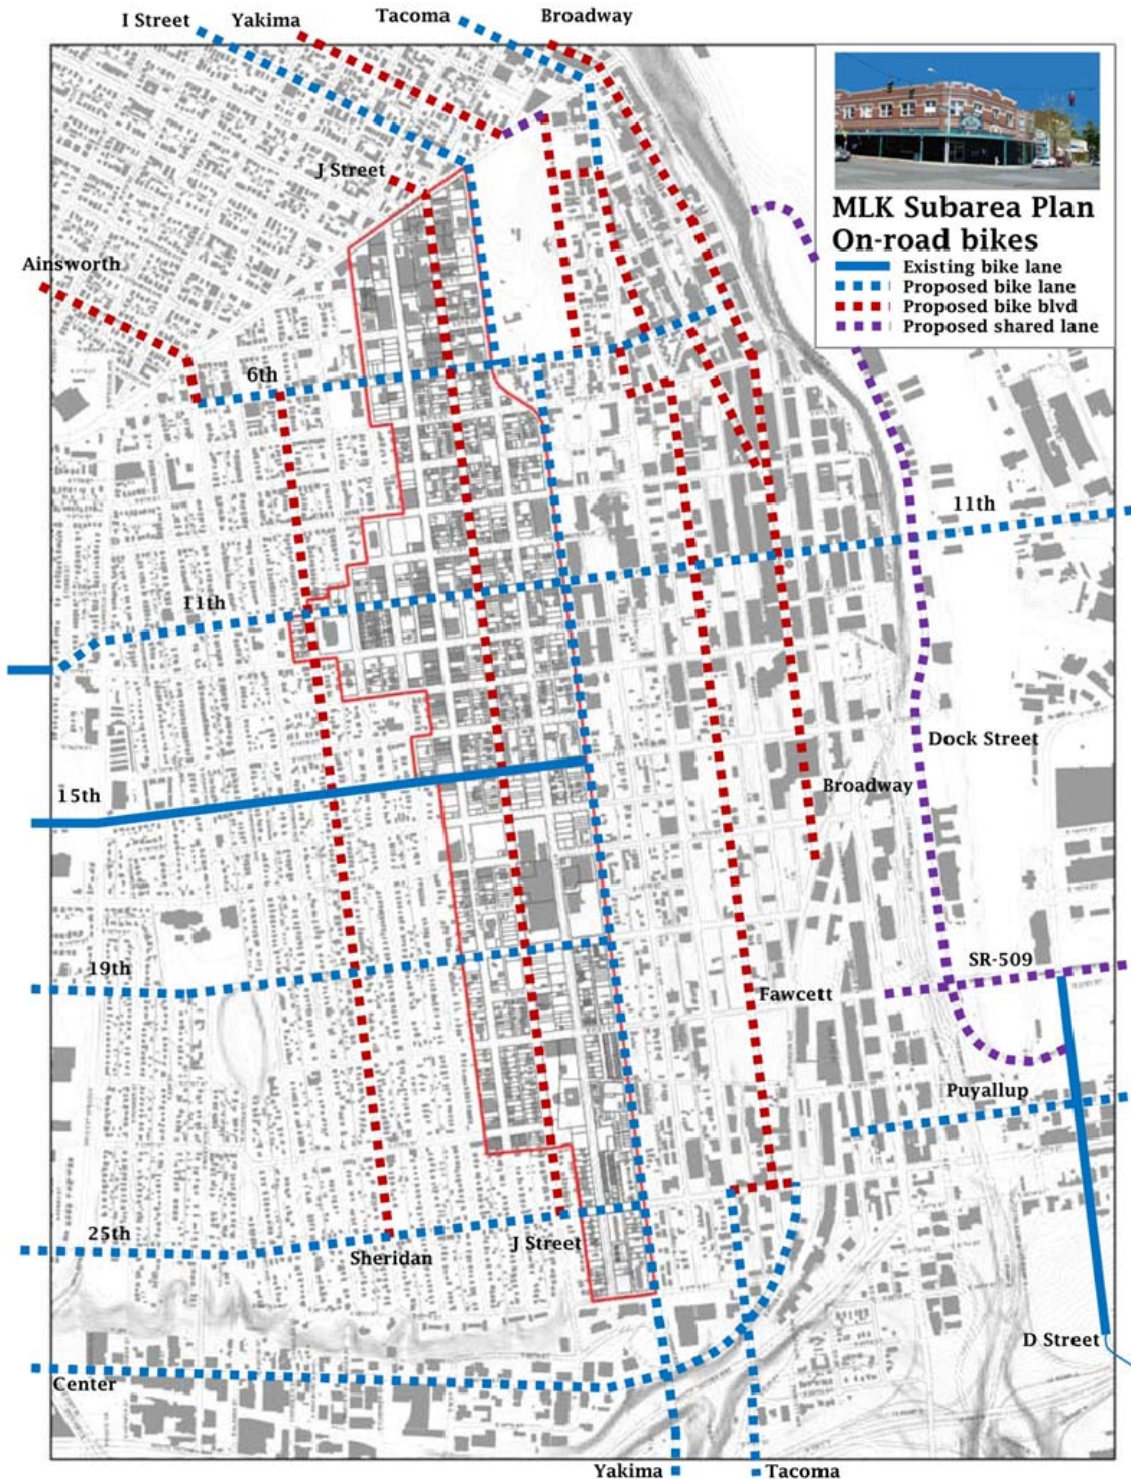 I Street
Yakima
Tacoma
Broadway
J Street
Ainsworth
MLK Subarea Plan
On-road bikes
Existing bike lane
Proposed bike lane
Proposed bike blvd
Proposed shared lane
6th
11th
11th
15th
Dock Street
Broadway
19th
SR-509
Fawcett
Puyallup
25th
Sheridan
J Street
D Street
Center
Yakima
Tacoma